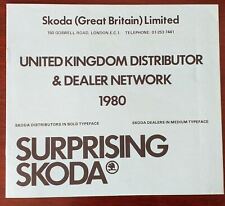 Skoda (Great Britain) Limited
150 GOSWELL ROAD, LONDON E.C.1. TELEPHONE: 01-253 7441
UNITED KINGDOM DISTRIBUTOR
& DEALER NETWORK
1980
SKODA DISTRIBUTORS IN BOLD TYPEFACE SKODA DEALERS IN MEDIUM TYPEFACE
SURPRISING
SKODA